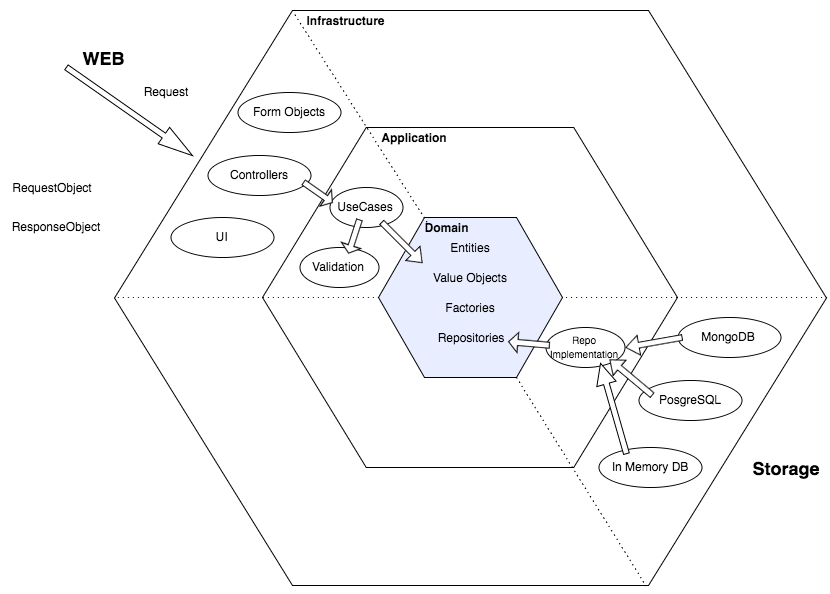 Infrastructure
WEB
Request
Form Objects
Application
Controllers
RequestObject
UseCases
ResponseObject
Domain
UI
Entities
Validation
Value Objects
Factories
Repositories
Repo
Implementation
MongoDB
PosgreSQL
In Memory DB
Storage